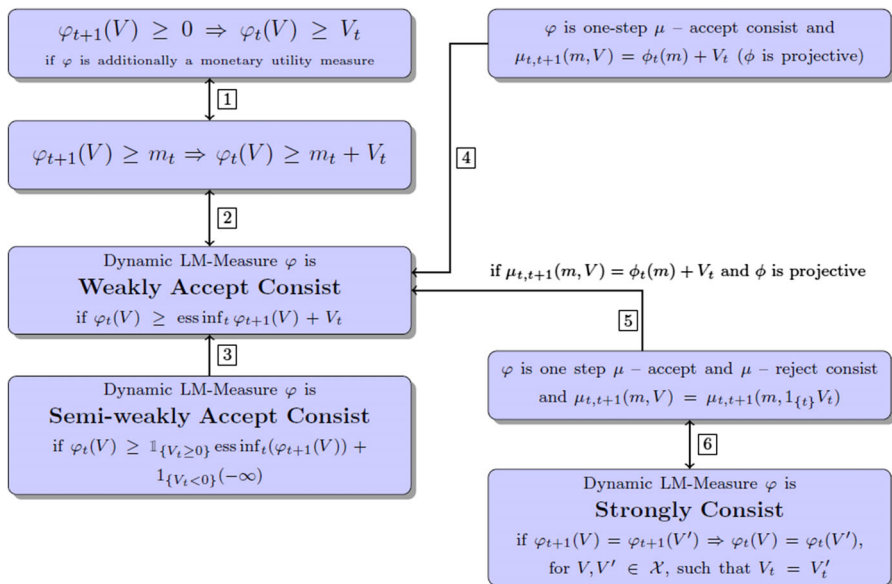 φ_{t+1}(V) ≥ 0 ⇒ φ_t(V) ≥ V_t
if φ is additionally a monetary utility measure
1
φ_{t+1}(V) ≥ m_t ⇒ φ_t(V) ≥ m_t + V_t
2
Dynamic LM-Measure φ is
Weakly Accept Consist
if φ_t(V) ≥ ess inf_t φ_{t+1}(V) + V_t
3
Dynamic LM-Measure φ is
Semi-weakly Accept Consist
if φ_t(V) ≥ 𝟙_{{V_t≥0}} ess inf_t(φ_{t+1}(V)) +
1_{{V_t<0}}(−∞)
φ is one-step μ – accept consist and
μ_{t,t+1}(m, V) = ϕ_t(m) + V_t (ϕ is projective)
4
if μ_{t,t+1}(m, V) = ϕ_t(m) + V_t and ϕ is projective
5
φ is one step μ – accept and μ – reject consist
and μ_{t,t+1}(m, V) = μ_{t,t+1}(m, 1_{{t}}V_t)
6
Dynamic LM-Measure φ is
Strongly Consist
if φ_{t+1}(V) = φ_{t+1}(V′) ⇒ φ_t(V) = φ_t(V′),
for V, V′ ∈ 𝒳, such that V_t = V′_t